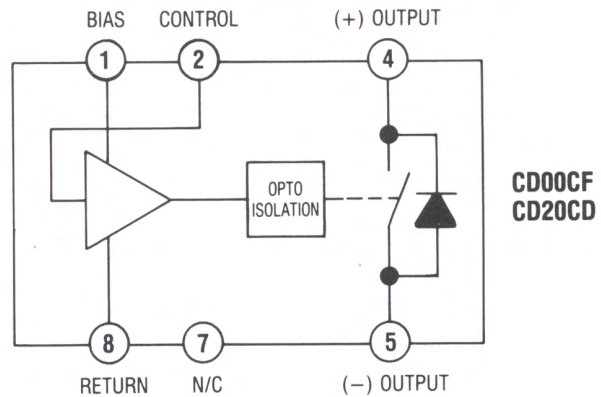 BIAS CONTROL (+) OUTPUT
1 2 4
OPTO
ISOLATION
CD00CF
CD20CD
8 7 5
RETURN N/C (−) OUTPUT